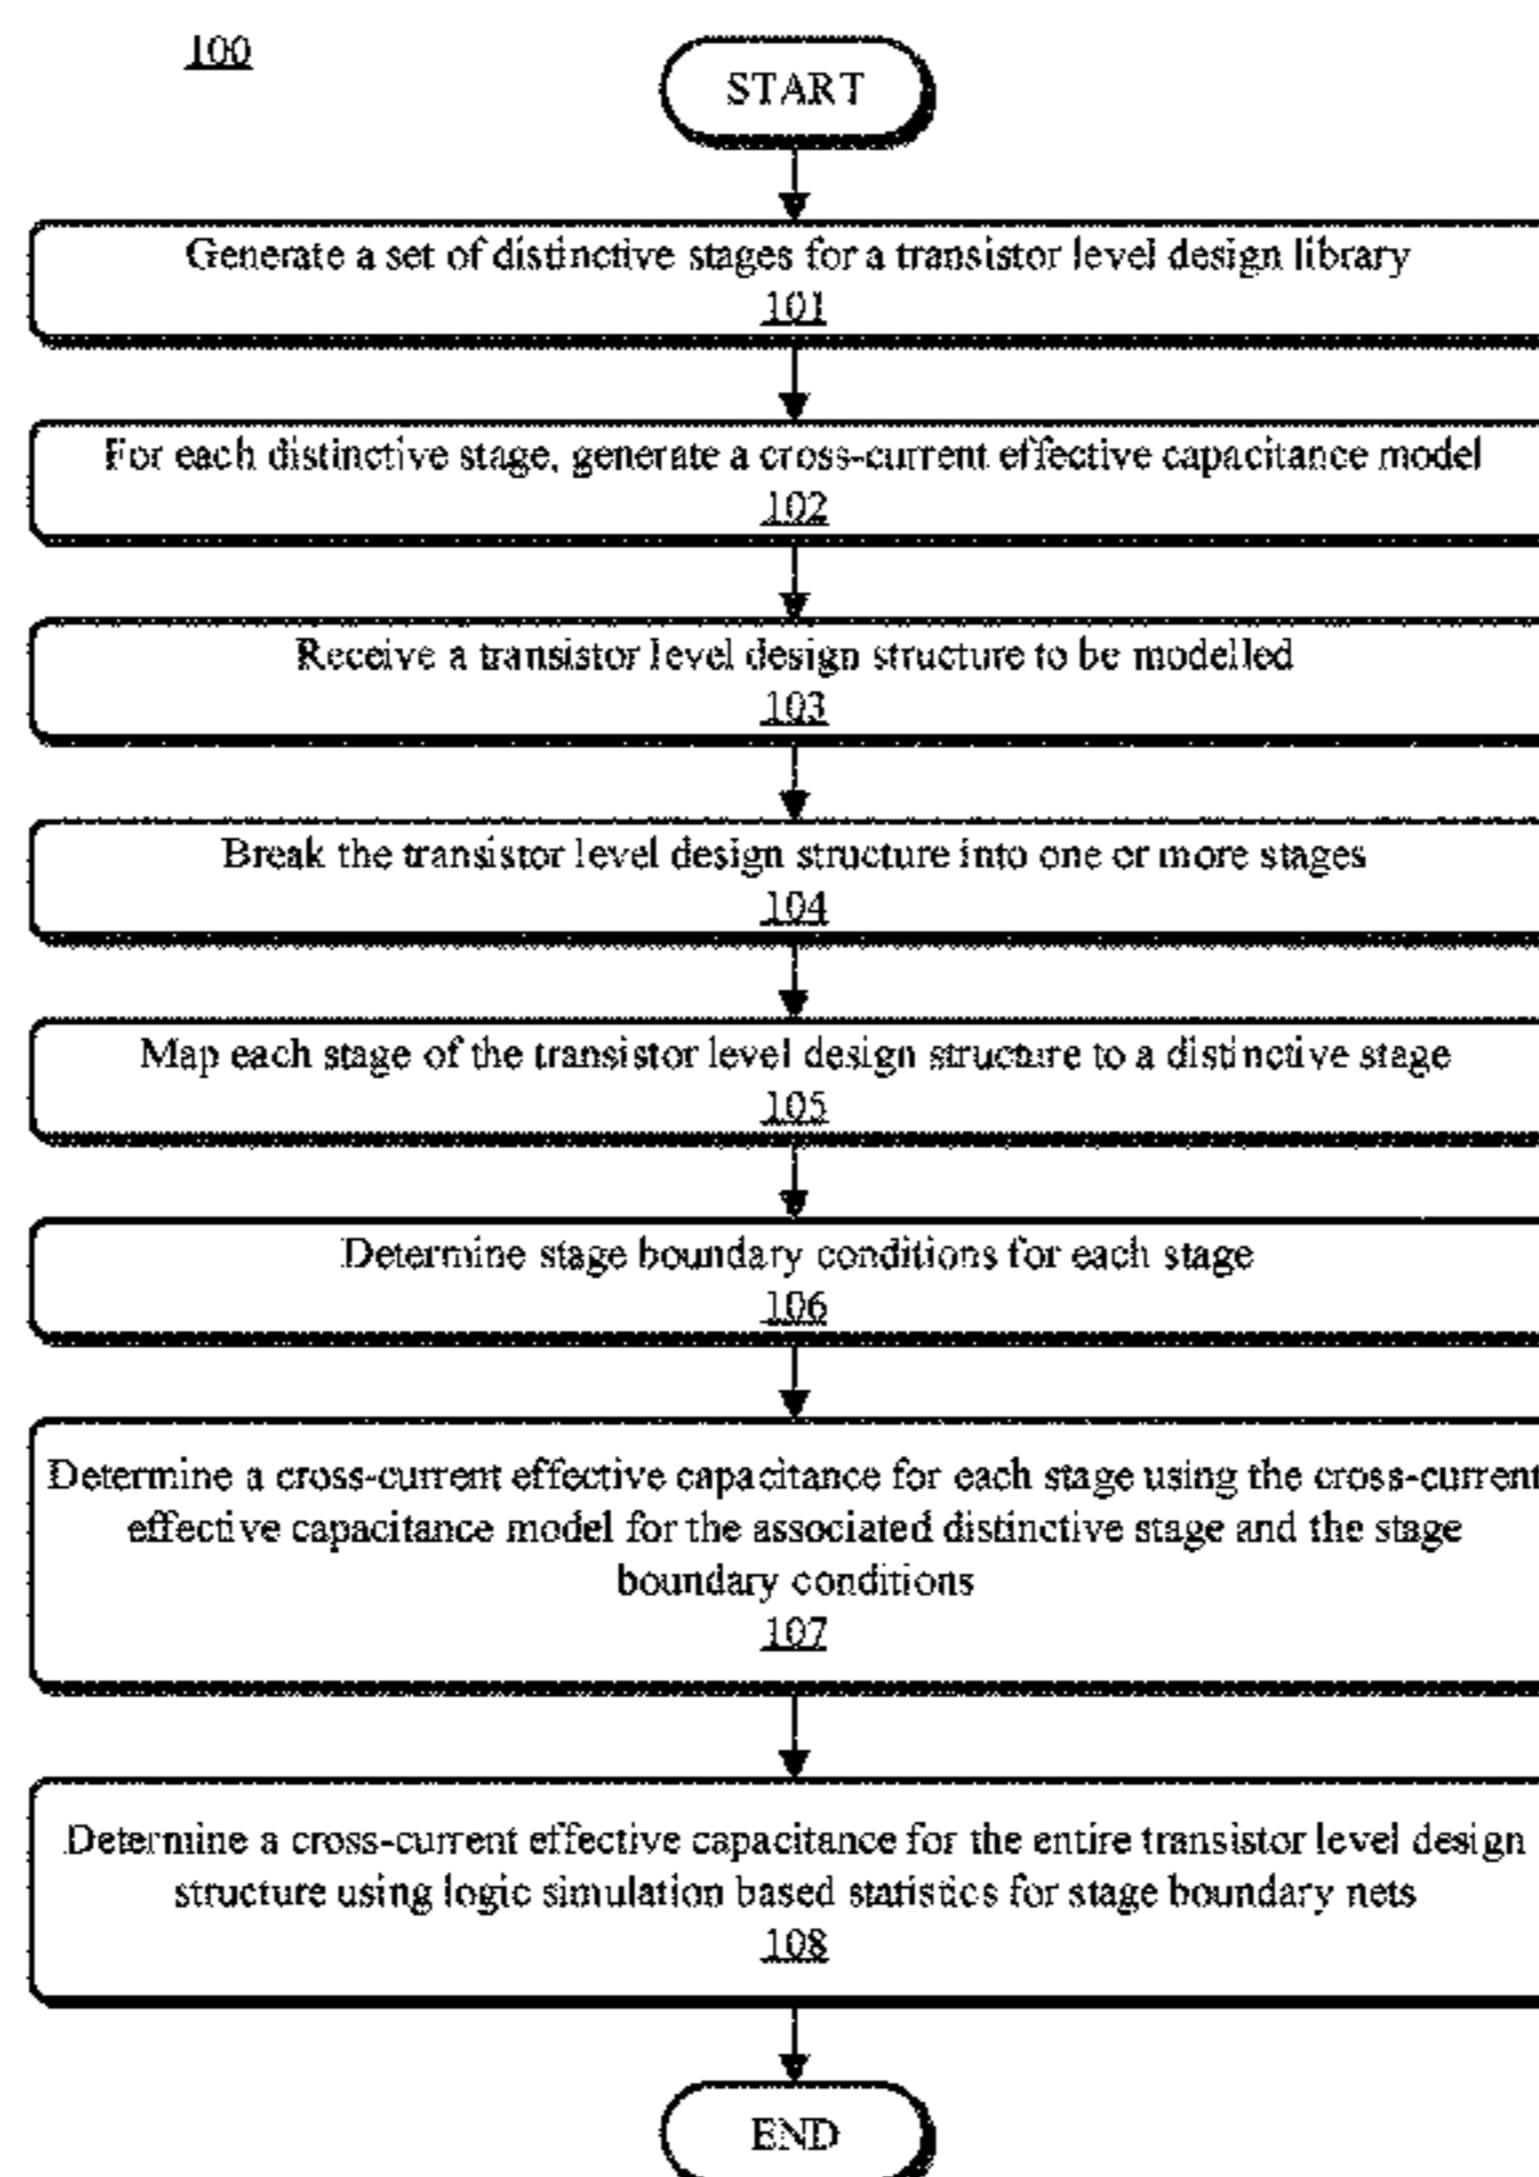 100
START
Generate a set of distinctive stages for a transistor level design library
101
For each distinctive stage, generate a cross-current effective capacitance model
102
Receive a transistor level design structure to be modelled
103
Break the transistor level design structure into one or more stages
104
Map each stage of the transistor level design structure to a distinctive stage
105
Determine stage boundary conditions for each stage
106
Determine a cross-current effective capacitance for each stage using the cross-current
effective capacitance model for the associated distinctive stage and the stage
boundary conditions
107
Determine a cross-current effective capacitance for the entire transistor level design
structure using logic simulation based statistics for stage boundary nets
108
END